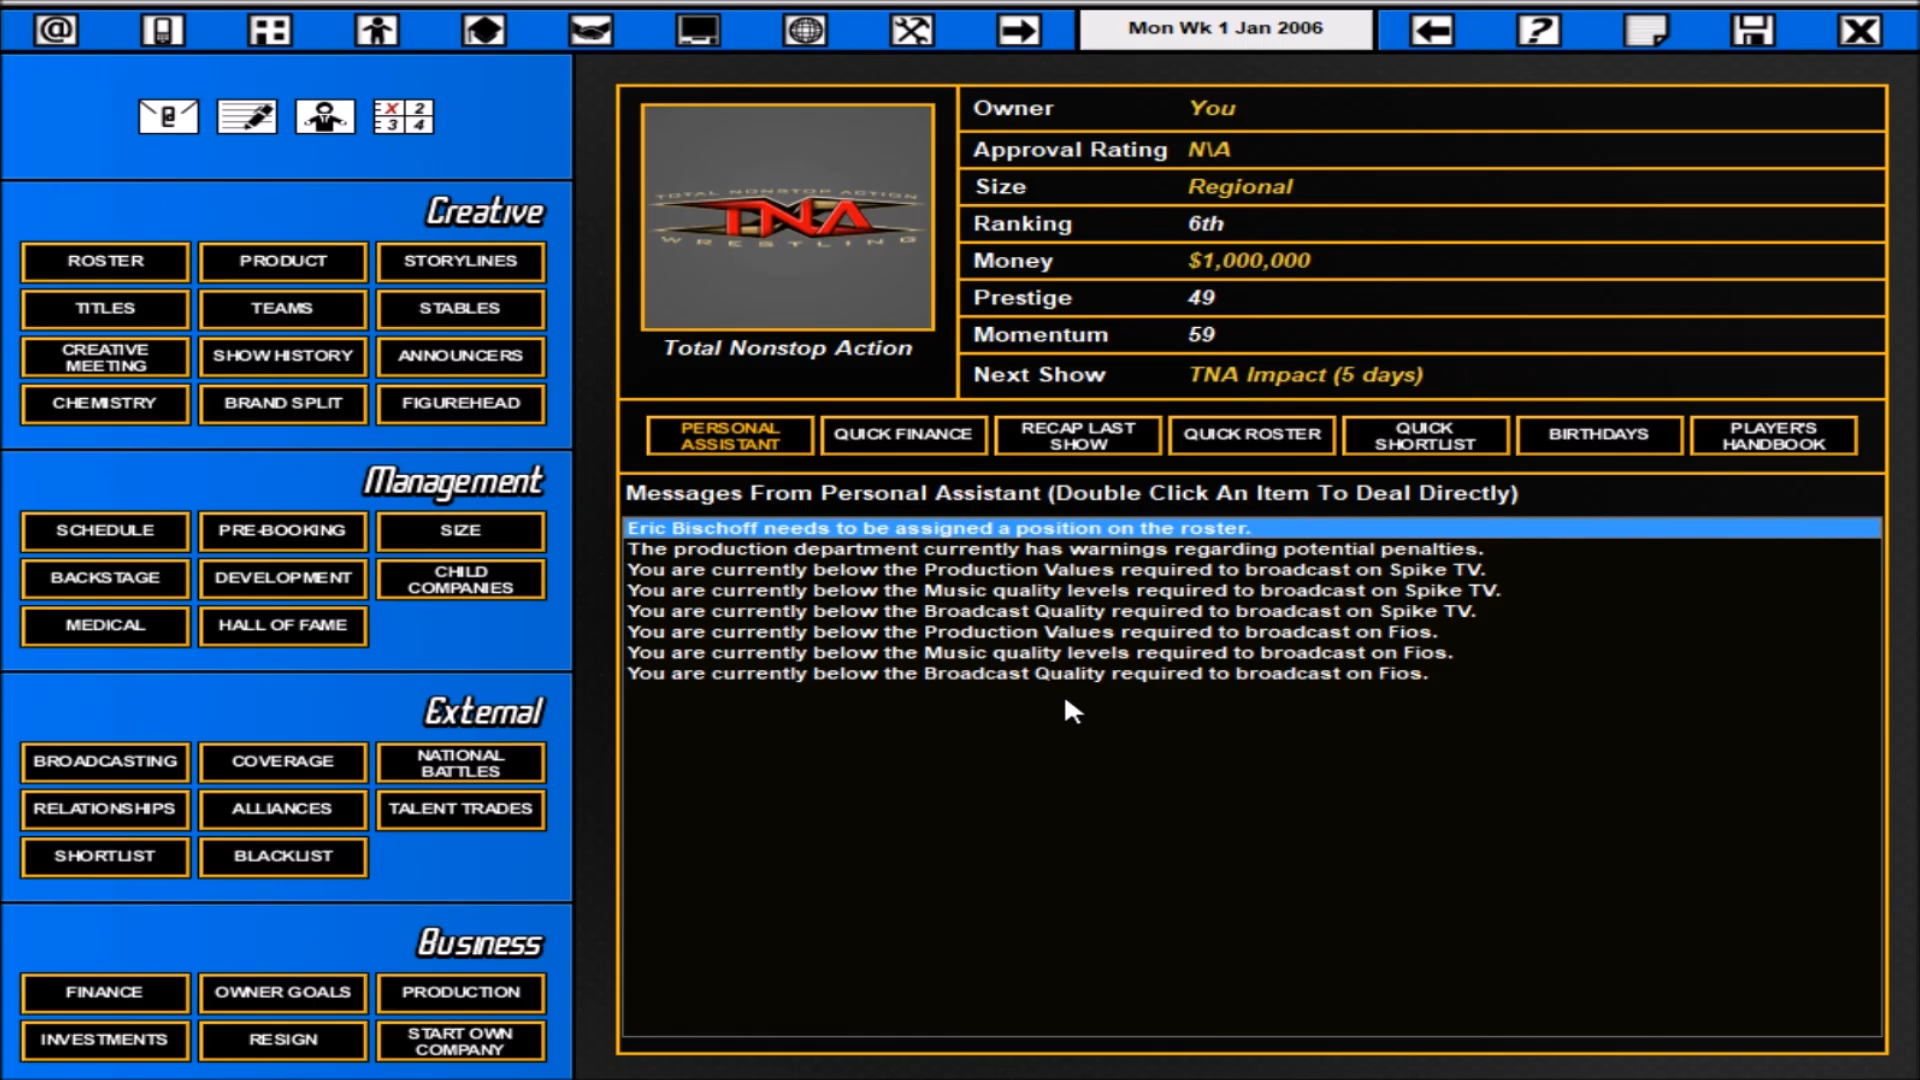 Mon Wk 1 Jan 2006
X 2
3 4
Creative
ROSTER
PRODUCT
STORYLINES
TITLES
TEAMS
STABLES
CREATIVE
MEETING
SHOW HISTORY
ANNOUNCERS
CHEMISTRY
BRAND SPLIT
FIGUREHEAD
Management
SCHEDULE
PRE-BOOKING
SIZE
BACKSTAGE
DEVELOPMENT
CHILD
COMPANIES
MEDICAL
HALL OF FAME
External
BROADCASTING
COVERAGE
NATIONAL
BATTLES
RELATIONSHIPS
ALLIANCES
TALENT TRADES
SHORTLIST
BLACKLIST
Business
FINANCE
OWNER GOALS
PRODUCTION
INVESTMENTS
RESIGN
START OWN
COMPANY
TOTAL NONSTOP ACTION
TNA
WRESTLING
Total Nonstop Action
Owner You
Approval Rating N\A
Size Regional
Ranking 6th
Money $1,000,000
Prestige 49
Momentum 59
Next Show TNA Impact (5 days)
PERSONAL
ASSISTANT
QUICK FINANCE
RECAP LAST
SHOW
QUICK ROSTER
QUICK
SHORTLIST
BIRTHDAYS
PLAYER'S
HANDBOOK
Messages From Personal Assistant (Double Click An Item To Deal Directly)
Eric Bischoff needs to be assigned a position on the roster.
The production department currently has warnings regarding potential penalties.
You are currently below the Production Values required to broadcast on Spike TV.
You are currently below the Music quality levels required to broadcast on Spike TV.
You are currently below the Broadcast Quality required to broadcast on Spike TV.
You are currently below the Production Values required to broadcast on Fios.
You are currently below the Music quality levels required to broadcast on Fios.
You are currently below the Broadcast Quality required to broadcast on Fios.